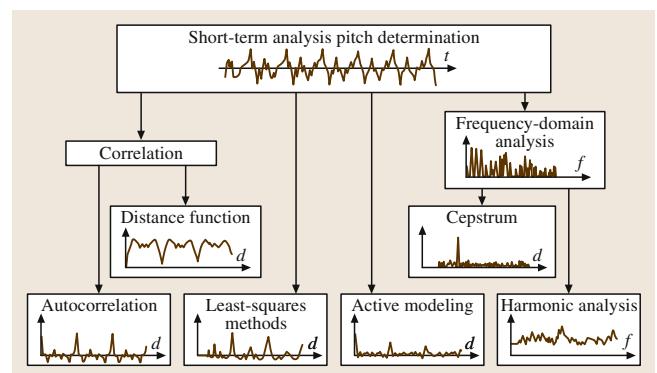 Short-term analysis pitch determination
t
Frequency-domain
analysis
f
Correlation
Distance function
d
Cepstrum
d
Autocorrelation
d
Least-squares
methods
d
Active modeling
d
Harmonic analysis
f